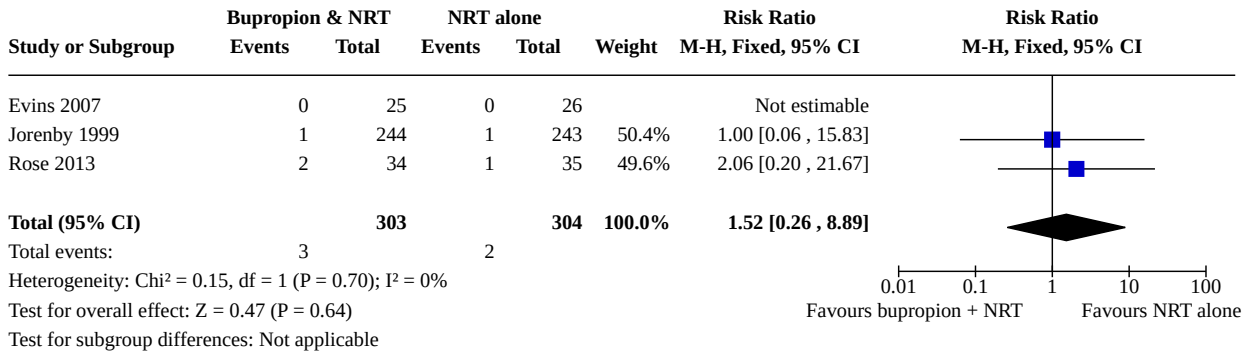 Bupropion & NRT NRT alone Risk Ratio Risk Ratio
Study or Subgroup Events Total Events Total Weight M-H, Fixed, 95% CI M-H, Fixed, 95% CI
Evins 2007 0 25 0 26 Not estimable
Jorenby 1999 1 244 1 243 50.4% 1.00 [0.06 , 15.83]
Rose 2013 2 34 1 35 49.6% 2.06 [0.20 , 21.67]
Total (95% CI) 303 304 100.0% 1.52 [0.26 , 8.89]
Total events: 3 2
Heterogeneity: Chi² = 0.15, df = 1 (P = 0.70); I² = 0%
0.01 0.1 1 10 100
Test for overall effect: Z = 0.47 (P = 0.64) Favours bupropion + NRT Favours NRT alone
Test for subgroup differences: Not applicable